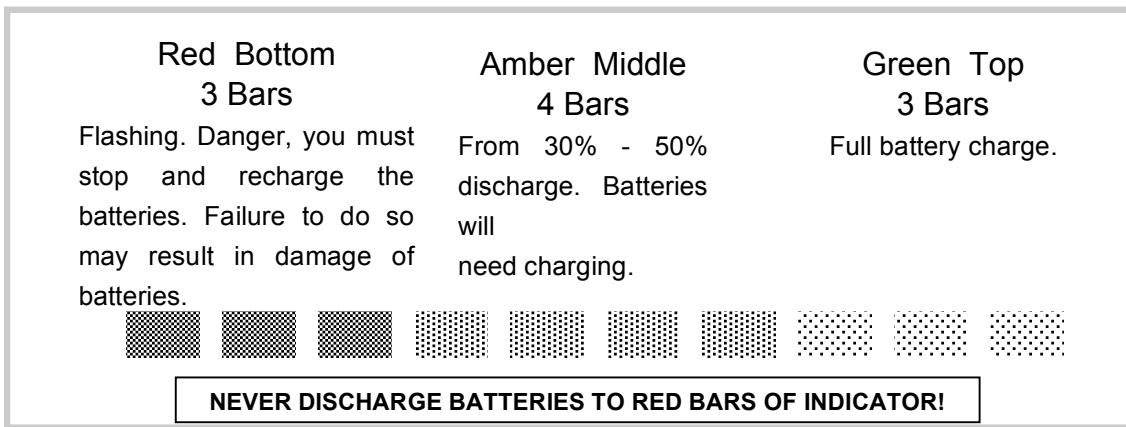 Red Bottom
3 Bars
Flashing. Danger, you must
stop and recharge the
batteries. Failure to do so
may result in damage of
batteries.
Amber Middle
4 Bars
From 30% - 50%
discharge. Batteries
will
need charging.
Green Top
3 Bars
Full battery charge.
NEVER DISCHARGE BATTERIES TO RED BARS OF INDICATOR!